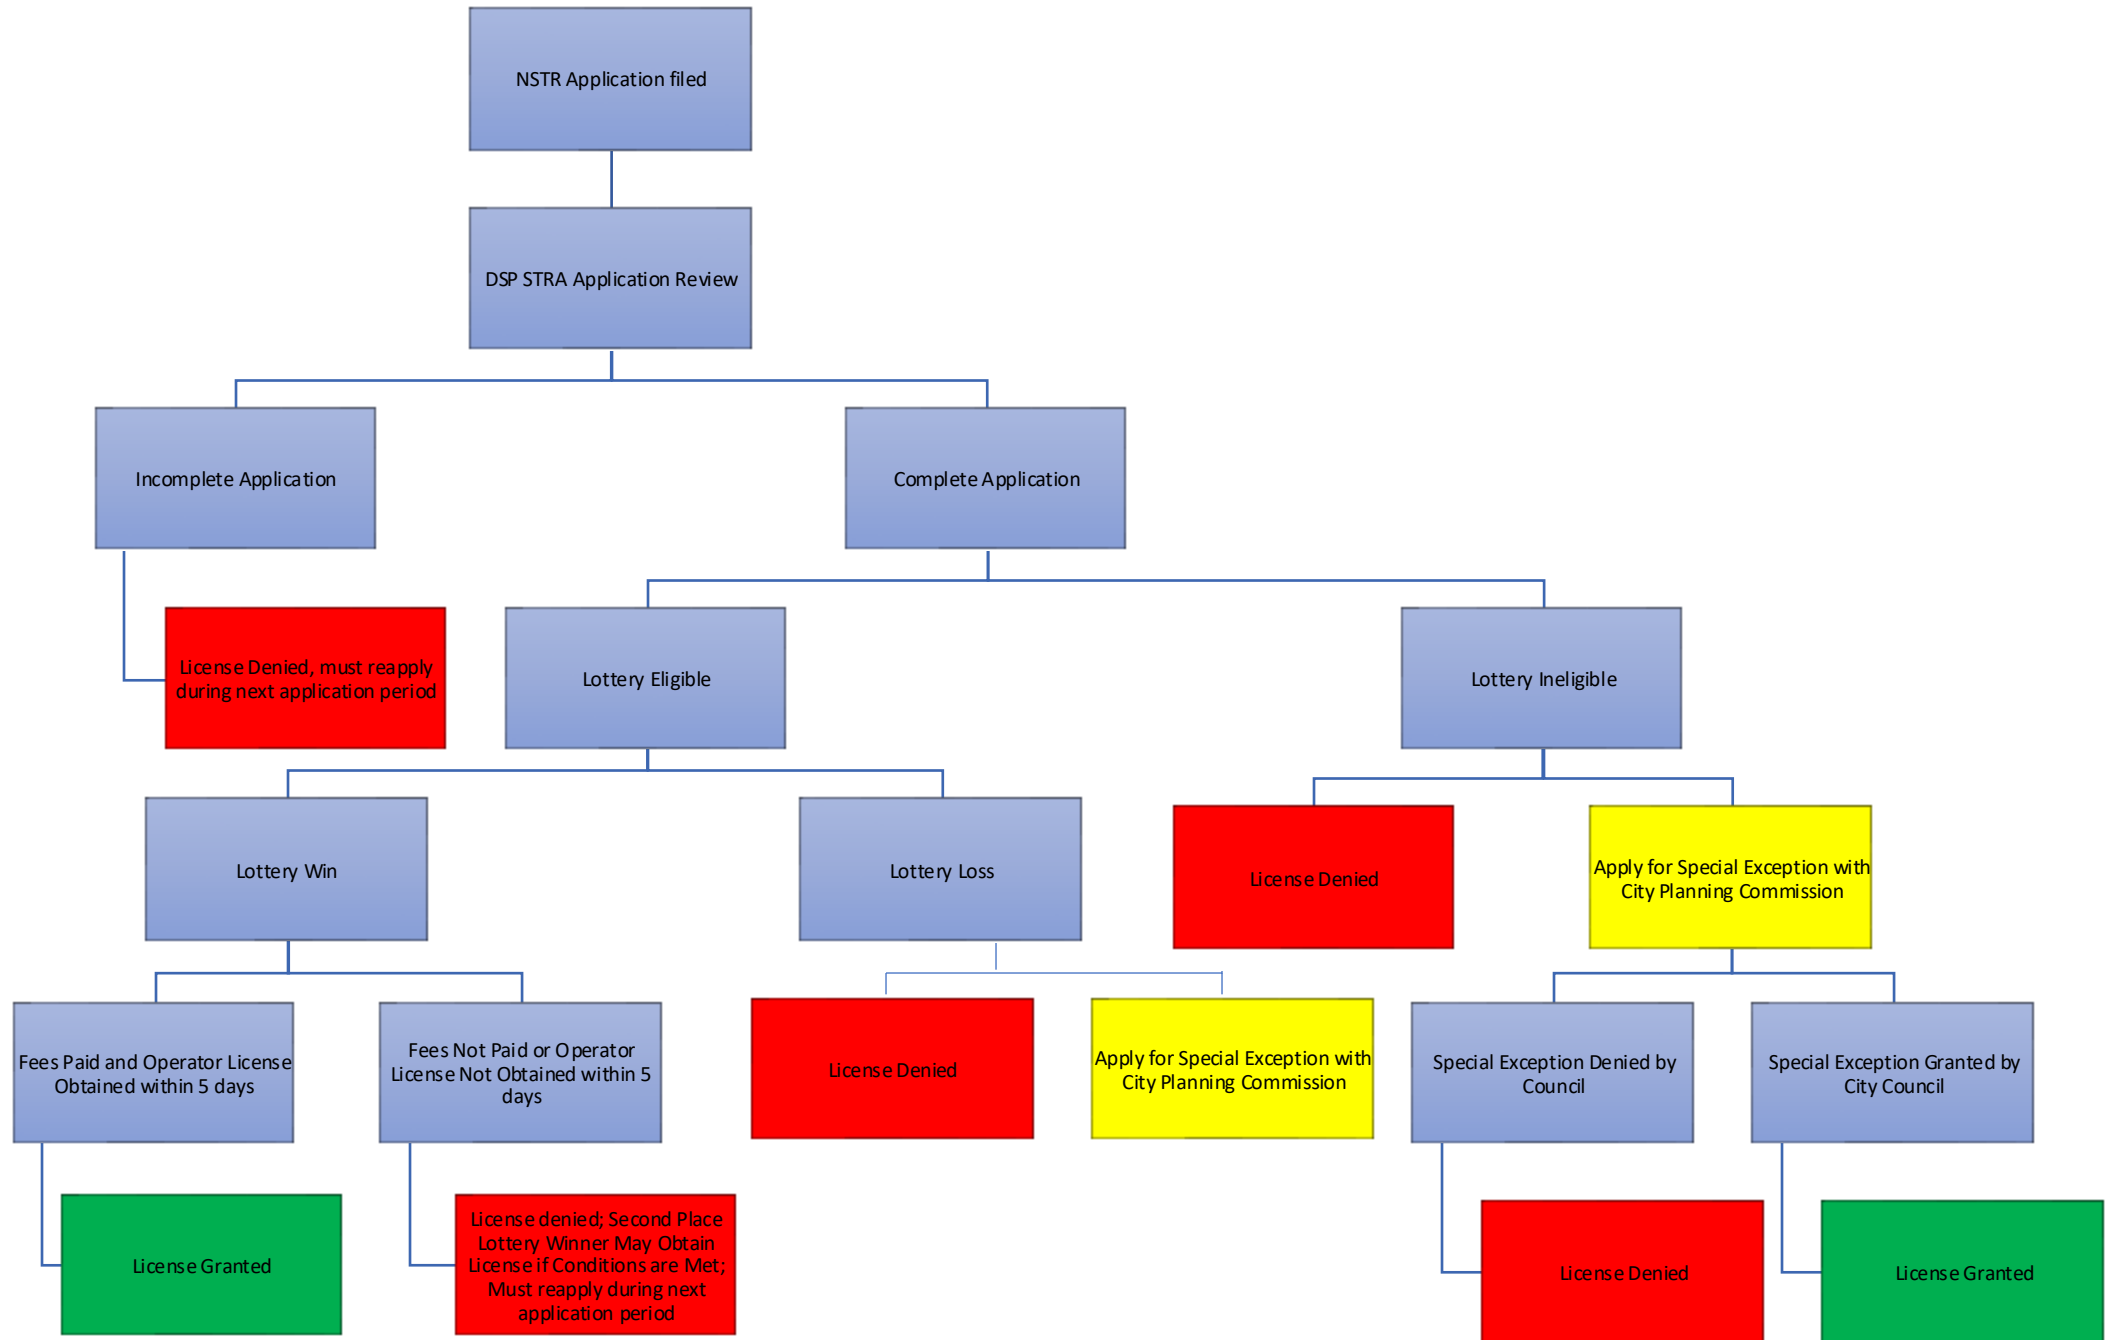 NSTR Application filed
DSP STRA Application Review
Incomplete Application
Complete Application
License Denied, must reapply
during next application period
Lottery Eligible
Lottery Ineligible
Lottery Win
Lottery Loss
License Denied
Apply for Special Exception with
City Planning Commission
Fees Paid and Operator License
Obtained within 5 days
Fees Not Paid or Operator
License Not Obtained within 5
days
License Denied
Apply for Special Exception with
City Planning Commission
Special Exception Denied by
Council
Special Exception Granted by
City Council
License Granted
License denied; Second Place
Lottery Winner May Obtain
License if Conditions are Met;
Must reapply during next
application period
License Denied
License Granted